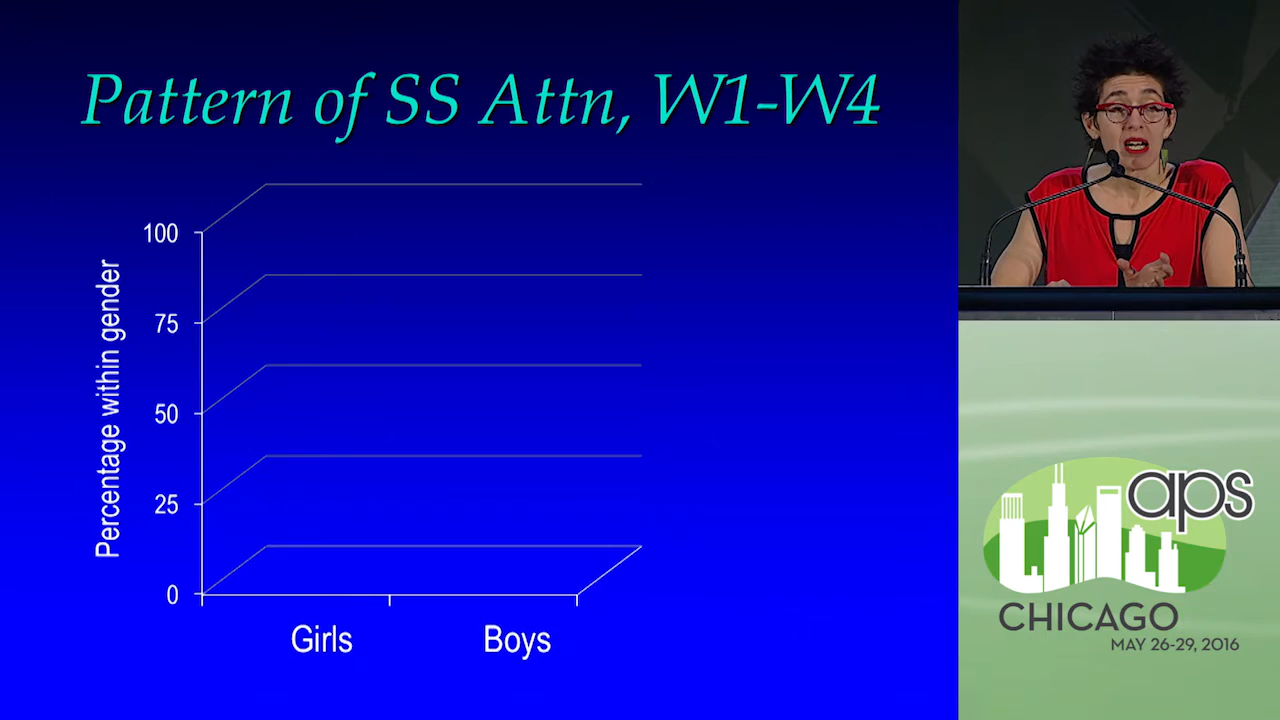 Pattern of SS Attn, W1-W4
Percentage within gender
100
75
50
25
0
Girls
Boys
aps
CHICAGO
MAY 26-29, 2016